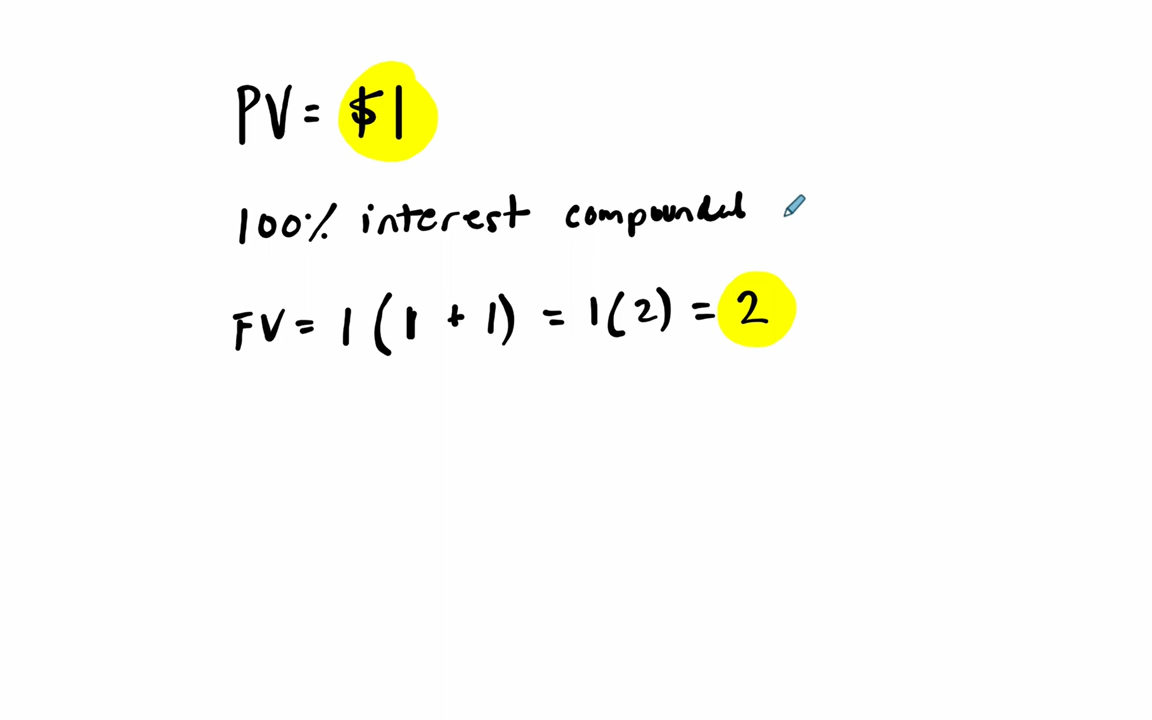 PV = $1
100% interest compounded
FV = 1 (1 + 1) = 1(2) = 2